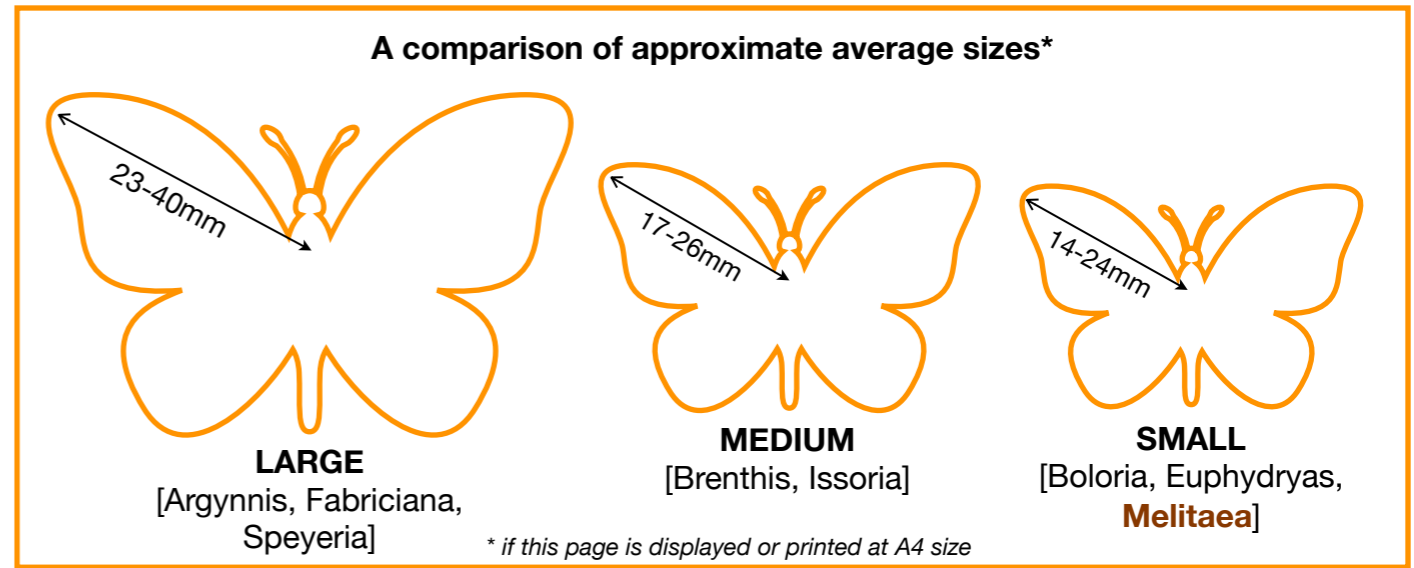 A comparison of approximate average sizes*
23-40mm
17-26mm
14-24mm
LARGE
[Argynnis, Fabriciana,
Speyeria]
MEDIUM
[Brenthis, Issoria]
SMALL
[Boloria, Euphydryas,
Melitaea]
* if this page is displayed or printed at A4 size